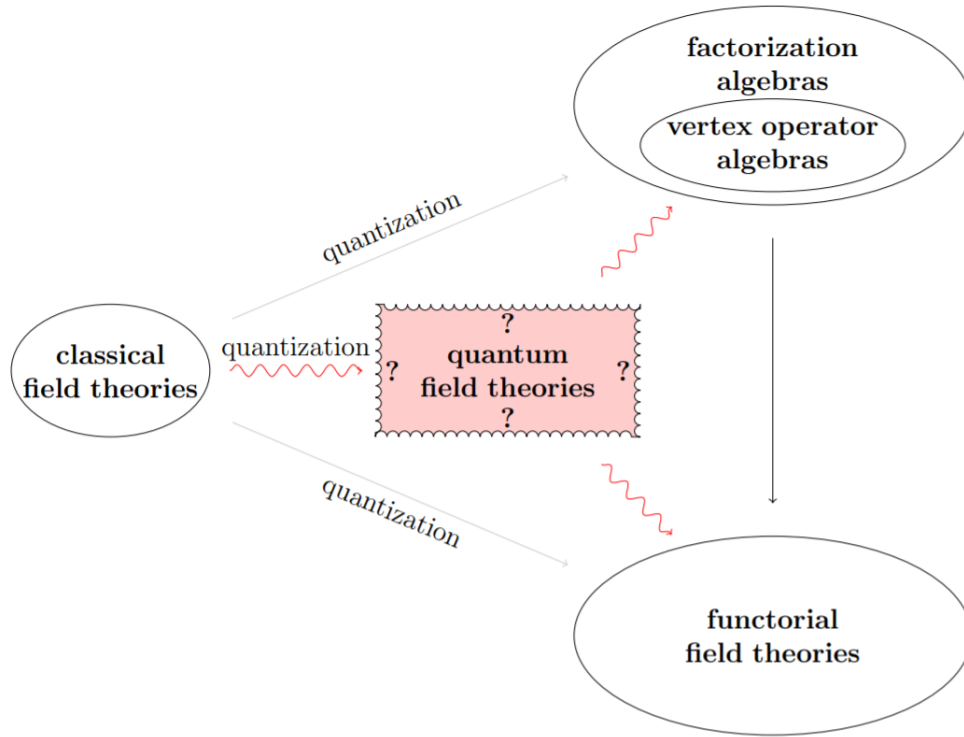 factorization
algebras
vertex operator
algebras
quantization
classical
field theories
quantization
?
? quantum ?
field theories
?
quantization
functorial
field theories